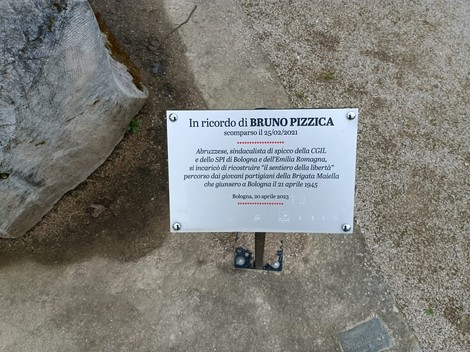 In ricordo di BRUNO PIZZICA
scomparso il 25/02/2021
Abruzzese, sindacalista di spicco della CGIL
e dello SPI di Bologna e dell'Emilia Romagna,
si incaricò di ricostruire "il sentiero della libertà"
percorso dai giovani partigiani della Brigata Maiella
che giunsero a Bologna il 21 aprile 1945
Bologna, 20 aprile 2023